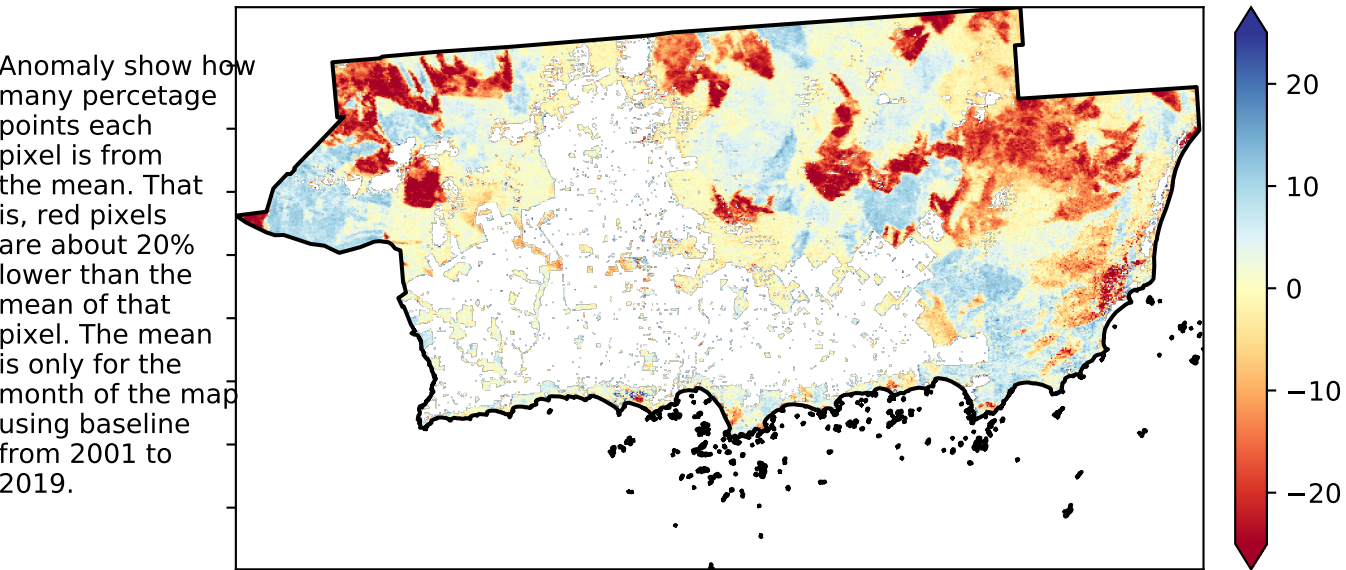 Anomaly show how
many percetage
points each
pixel is from
the mean. That
is, red pixels
are about 20%
lower than the
mean of that
pixel. The mean
is only for the
month of the map
using baseline
from 2001 to
2019.
20
10
0
−10
−20